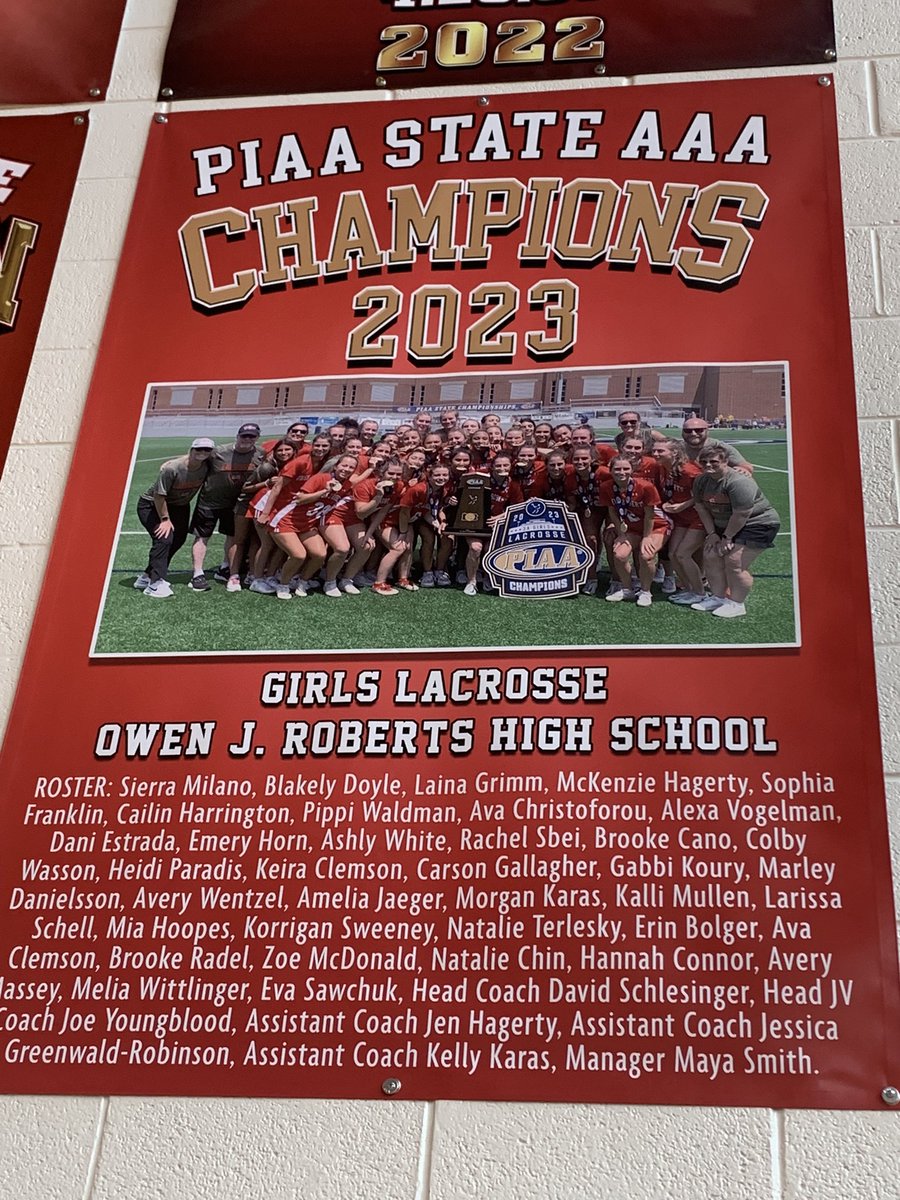 2022
PIAA STATE AAA
CHAMPIONS
2023
PIAA STATE CHAMPIONSHIPS
2023
LACROSSE
PIAA
CHAMPIONS
GIRLS LACROSSE
OWEN J. ROBERTS HIGH SCHOOL
ROSTER: Sierra Milano, Blakely Doyle, Laina Grimm, McKenzie Hagerty, Sophia
Franklin, Cailin Harrington, Pippi Waldman, Ava Christoforou, Alexa Vogelman,
Dani Estrada, Emery Horn, Ashly White, Rachel Sbei, Brooke Cano, Colby
Wasson, Heidi Paradis, Keira Clemson, Carson Gallagher, Gabbi Koury, Marley
Danielsson, Avery Wentzel, Amelia Jaeger, Morgan Karas, Kalli Mullen, Larissa
Schell, Mia Hoopes, Korrigan Sweeney, Natalie Terlesky, Erin Bolger, Ava
Clemson, Brooke Radel, Zoe McDonald, Natalie Chin, Hannah Connor, Avery
Massey, Melia Wittlinger, Eva Sawchuk, Head Coach David Schlesinger, Head JV
Coach Joe Youngblood, Assistant Coach Jen Hagerty, Assistant Coach Jessica
Greenwald-Robinson, Assistant Coach Kelly Karas, Manager Maya Smith.